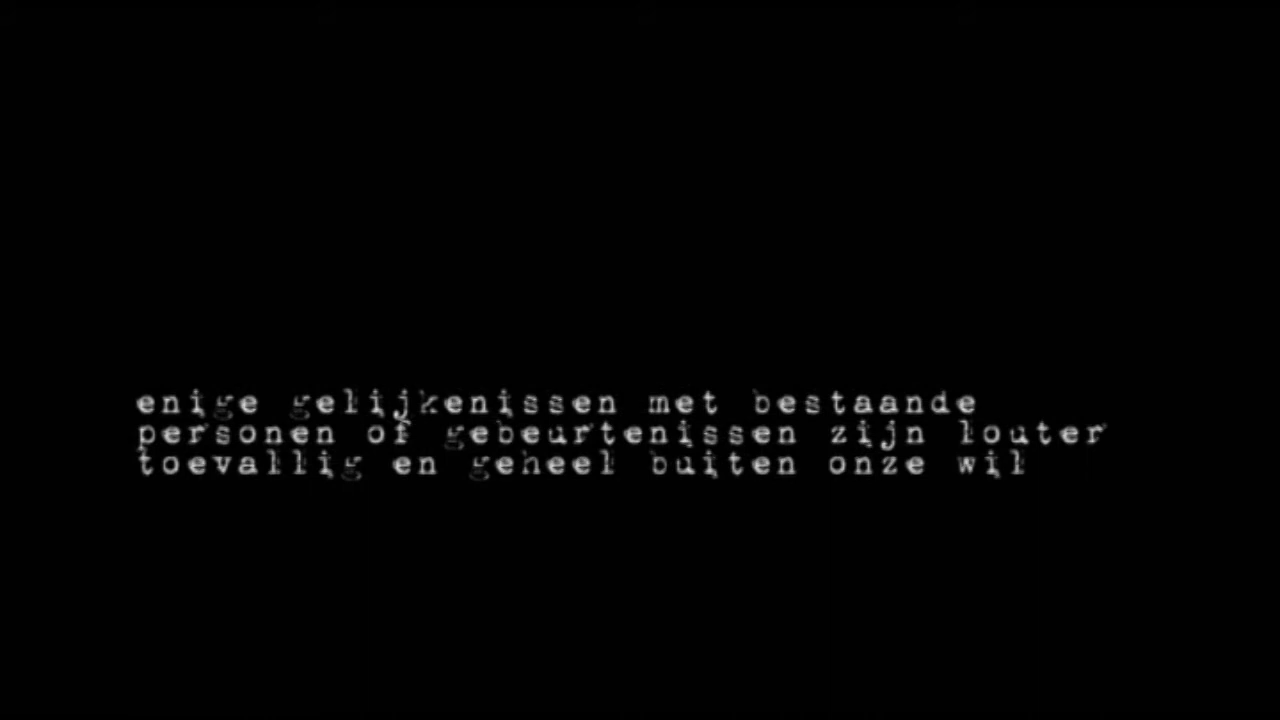 enige gelijkenissen met bestaande
personen of gebeurtenissen zijn louter
toevallig en geheel buiten onze wil